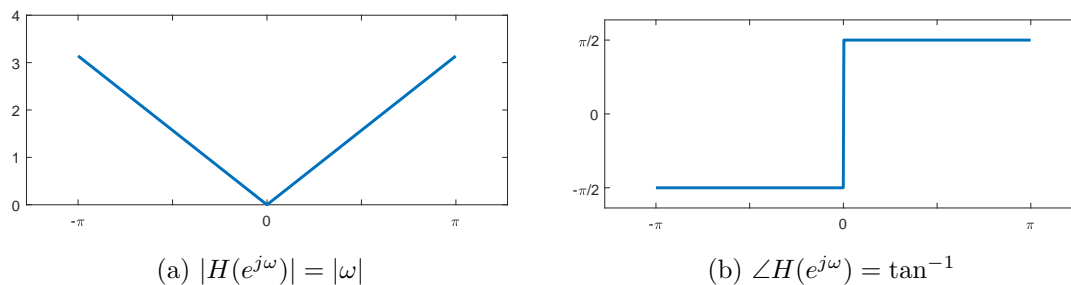 4
3
2
1
0
-π 0 π
(a) |H(e^{jω})| = |ω|
π/2
0
-π/2
-π 0 π
(b) ∠H(e^{jω}) = tan^{-1}